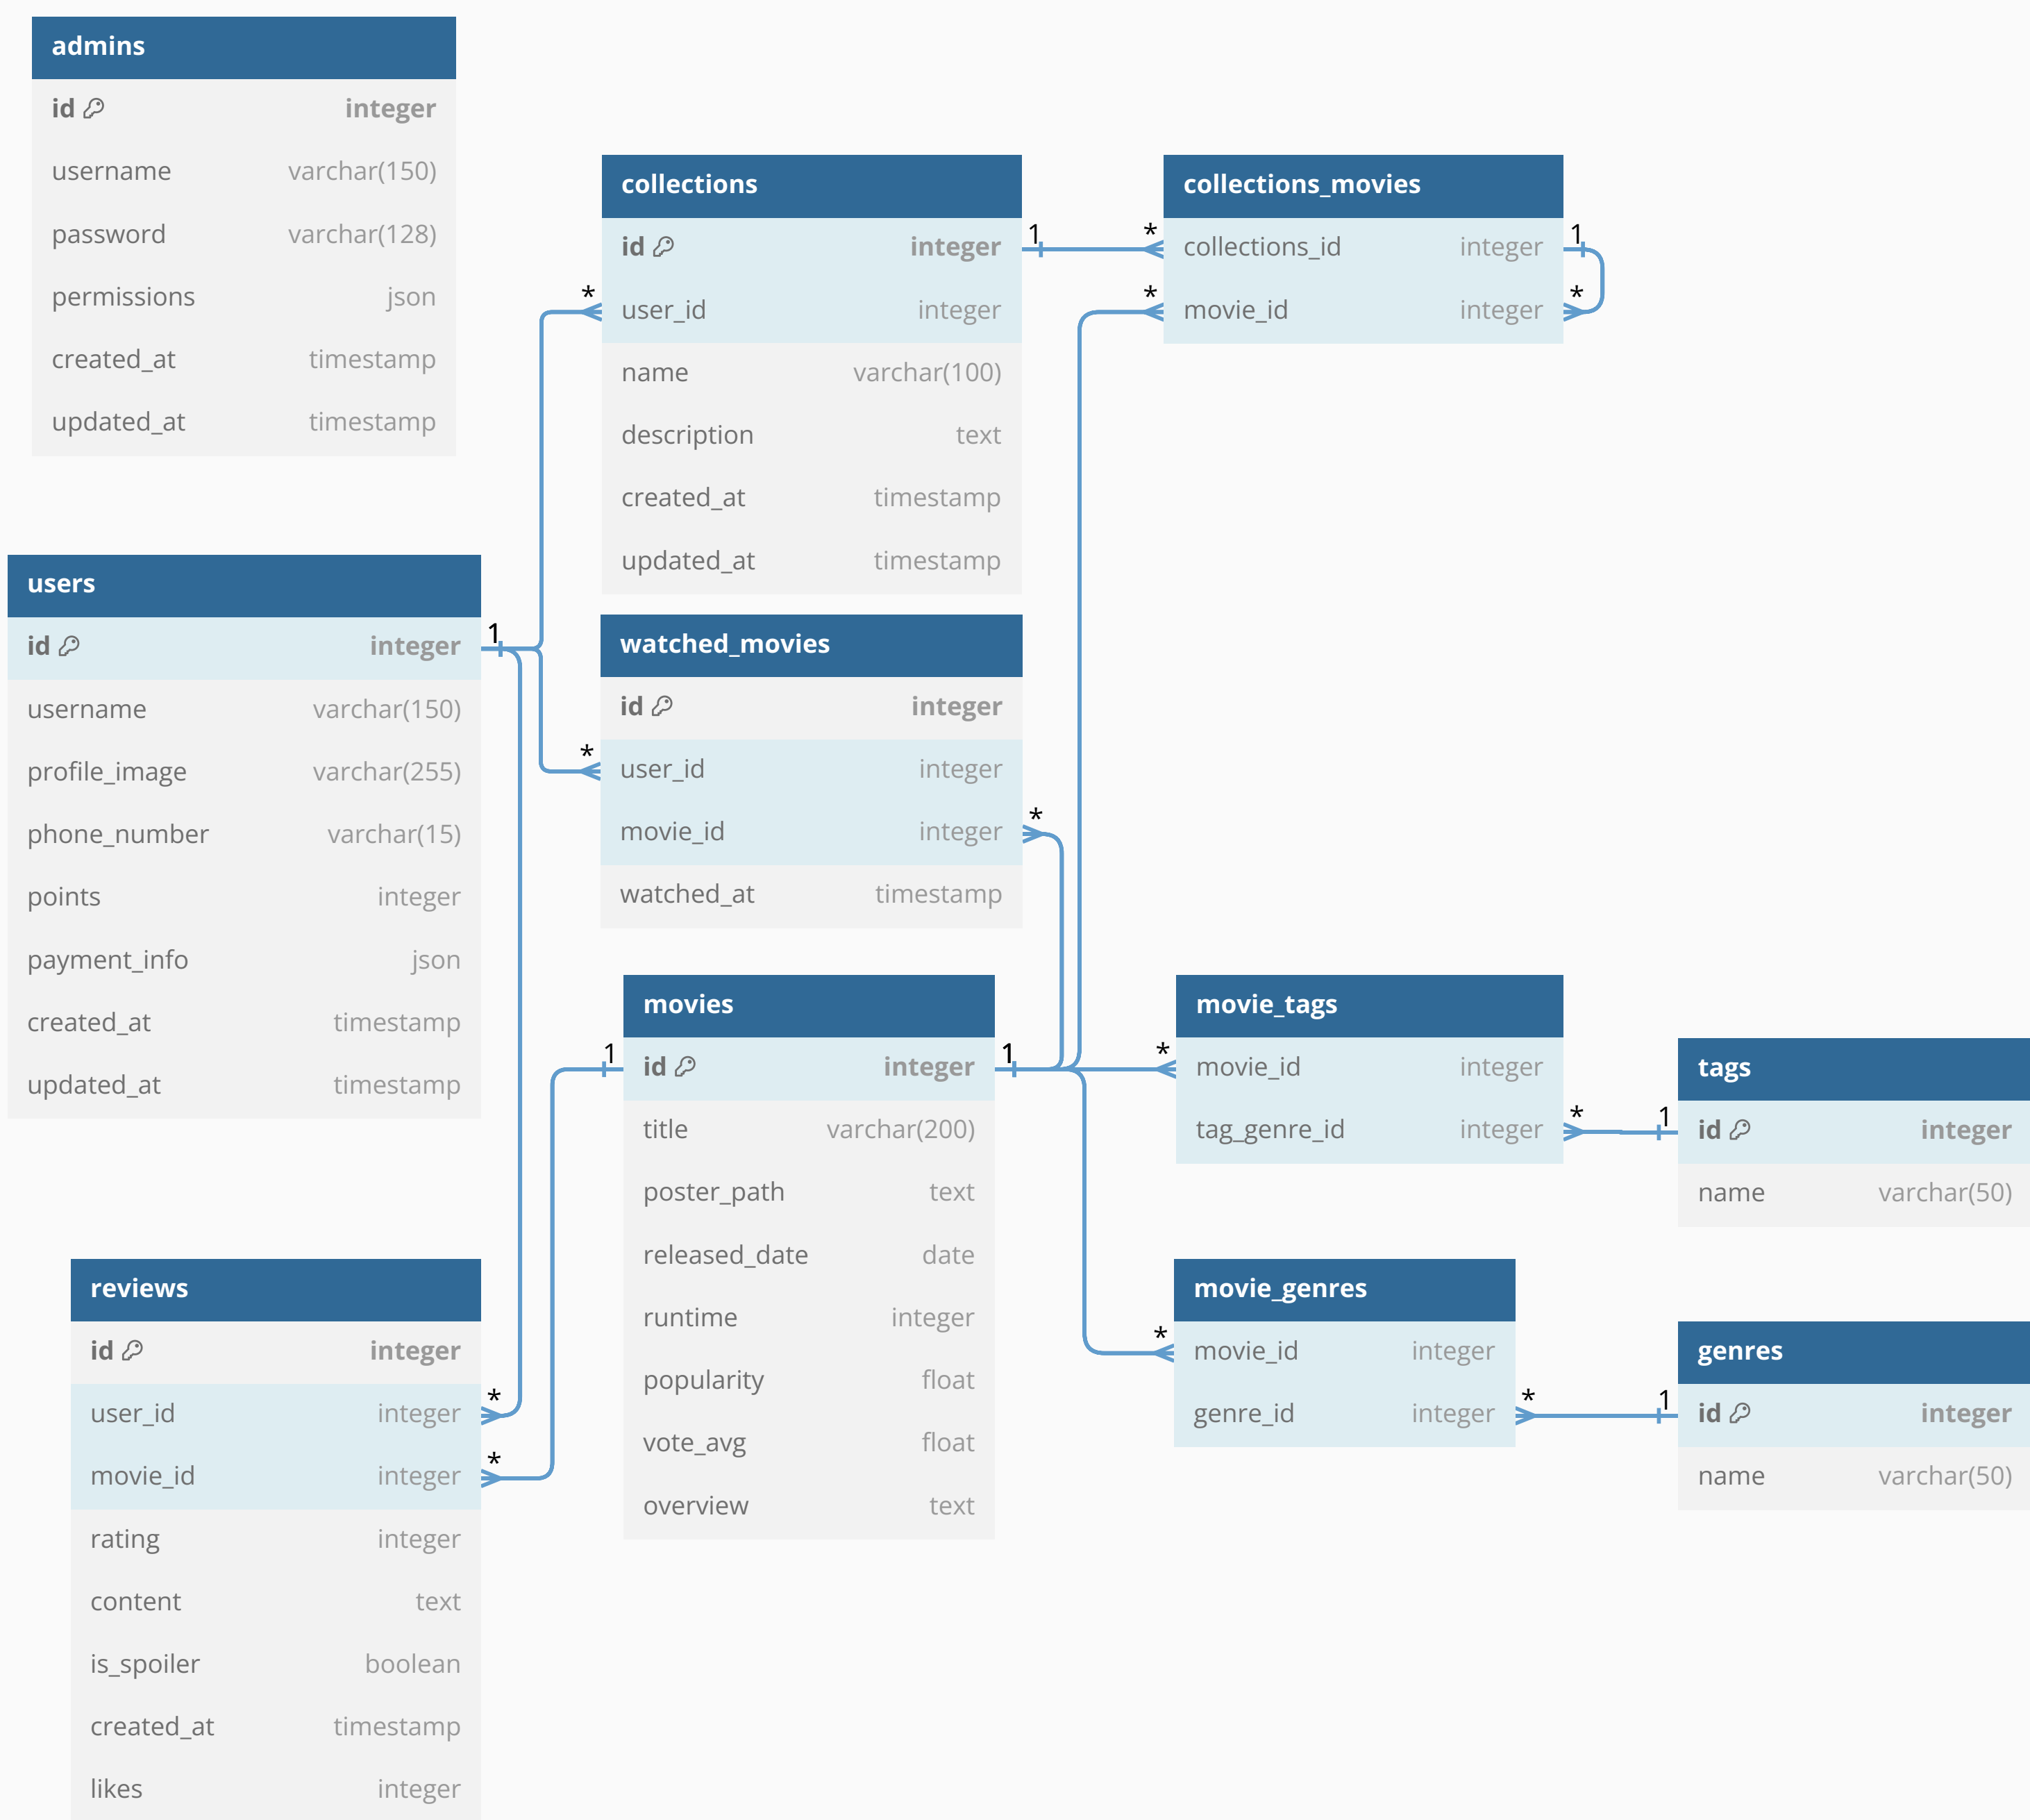 admins
id integer
username varchar(150)
password varchar(128)
permissions json
created_at timestamp
updated_at timestamp
collections
id integer
user_id integer
name varchar(100)
description text
created_at timestamp
updated_at timestamp
collections_movies
collections_id integer
movie_id integer
1 *
* *
1
*
users
id integer
username varchar(150)
profile_image varchar(255)
phone_number varchar(15)
points integer
payment_info json
created_at timestamp
updated_at timestamp
1
watched_movies
id integer
user_id integer
movie_id integer
watched_at timestamp
*
*
movies
id integer
title varchar(200)
poster_path text
released_date date
runtime integer
popularity float
vote_avg float
overview text
1 1
movie_tags
movie_id integer
tag_genre_id integer
*
* 1
tags
id integer
name varchar(50)
reviews
id integer
user_id integer
movie_id integer
rating integer
content text
is_spoiler boolean
created_at timestamp
likes integer
*
*
movie_genres
movie_id integer
genre_id integer
*
* 1
genres
id integer
name varchar(50)